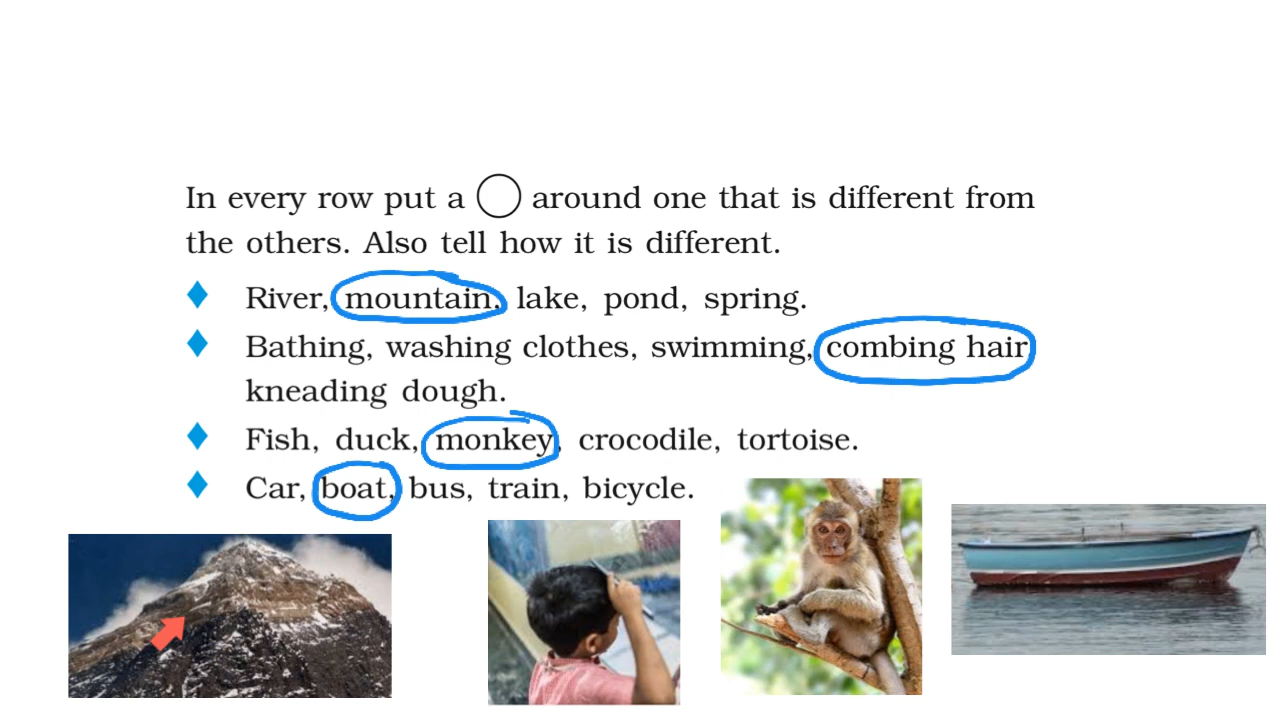 In every row put a ◯ around one that is different from
the others. Also tell how it is different.
♦ River, mountain, lake, pond, spring.
♦ Bathing, washing clothes, swimming, combing hair
kneading dough.
♦ Fish, duck, monkey, crocodile, tortoise.
♦ Car, boat, bus, train, bicycle.